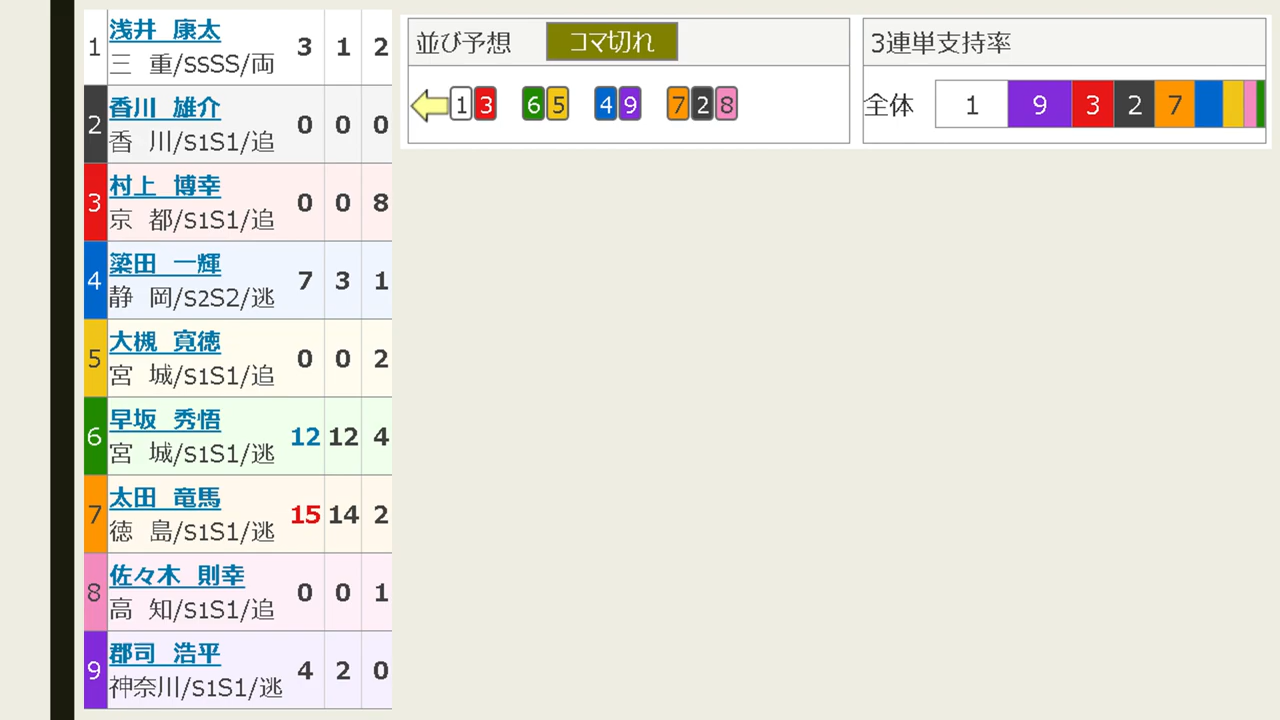 1 浅井 康太 3 1 2
三 重/SSSS/両
2 香川 雄介 0 0 0
香 川/S1S1/追
3 村上 博幸 0 0 8
京 都/S1S1/追
4 簗田 一輝 7 3 1
静 岡/S2S2/逃
5 大槻 寛徳 0 0 2
宮 城/S1S1/追
6 早坂 秀悟 12 12 4
宮 城/S1S1/逃
7 太田 竜馬 15 14 2
徳 島/S1S1/逃
8 佐々木 則幸 0 0 1
高 知/S1S1/追
9 郡司 浩平 4 2 0
神奈川/S1S1/逃
並び予想 コマ切れ
1 3 6 5 4 9 7 2 8
3連単支持率
全体 1 9 3 2 7